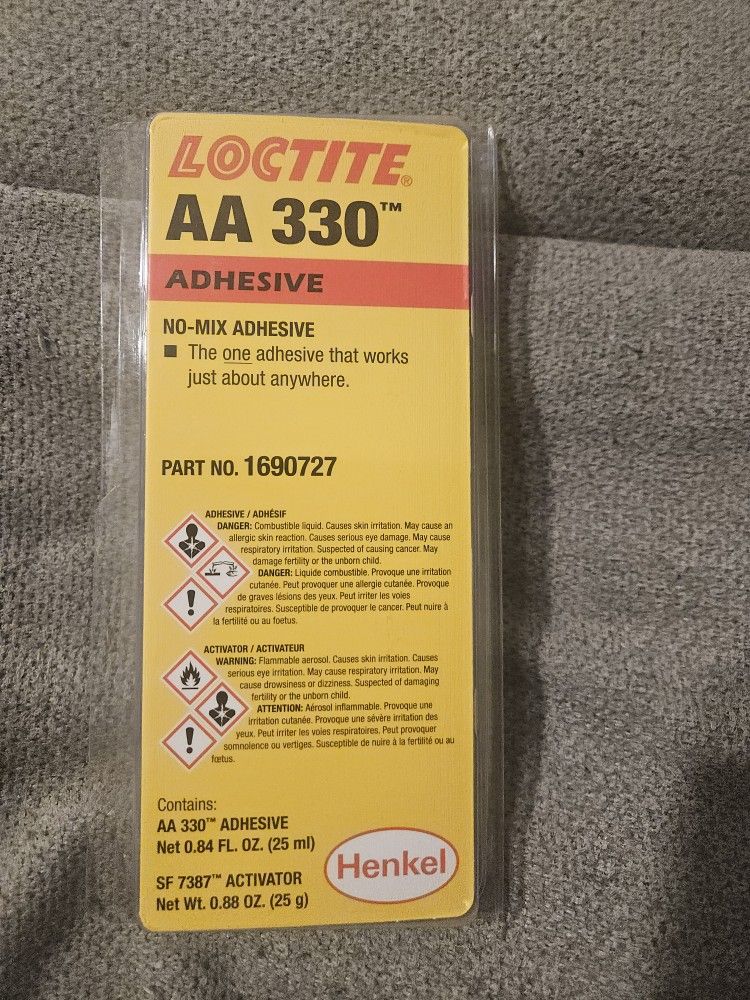 LOCTITE®
AA 330™
ADHESIVE
NO-MIX ADHESIVE
■ The one adhesive that works
just about anywhere.
PART NO. 1690727
ADHESIVE / ADHÉSIF
DANGER: Combustible liquid. Causes skin irritation. May cause an
allergic skin reaction. Causes serious eye damage. May cause
respiratory irritation. Suspected of causing cancer. May
damage fertility or the unborn child.
DANGER: Liquide combustible. Provoque une irritation
cutanée. Peut provoquer une allergie cutanée. Provoque
de graves lésions des yeux. Peut irriter les voies
respiratoires. Susceptible de provoquer le cancer. Peut nuire à
la fertilité ou au foetus.
ACTIVATOR / ACTIVATEUR
WARNING: Flammable aerosol. Causes skin irritation. Causes
serious eye irritation. May cause respiratory irritation. May
cause drowsiness or dizziness. Suspected of damaging
fertility or the unborn child.
ATTENTION: Aérosol inflammable. Provoque une
irritation cutanée. Provoque une sévère irritation des
yeux. Peut irriter les voies respiratoires. Peut provoquer
somnolence ou vertiges. Susceptible de nuire à la fertilité ou au
fœtus.
Contains:
AA 330™ ADHESIVE
Net 0.84 FL. OZ. (25 ml)
SF 7387™ ACTIVATOR
Net Wt. 0.88 OZ. (25 g)
Henkel